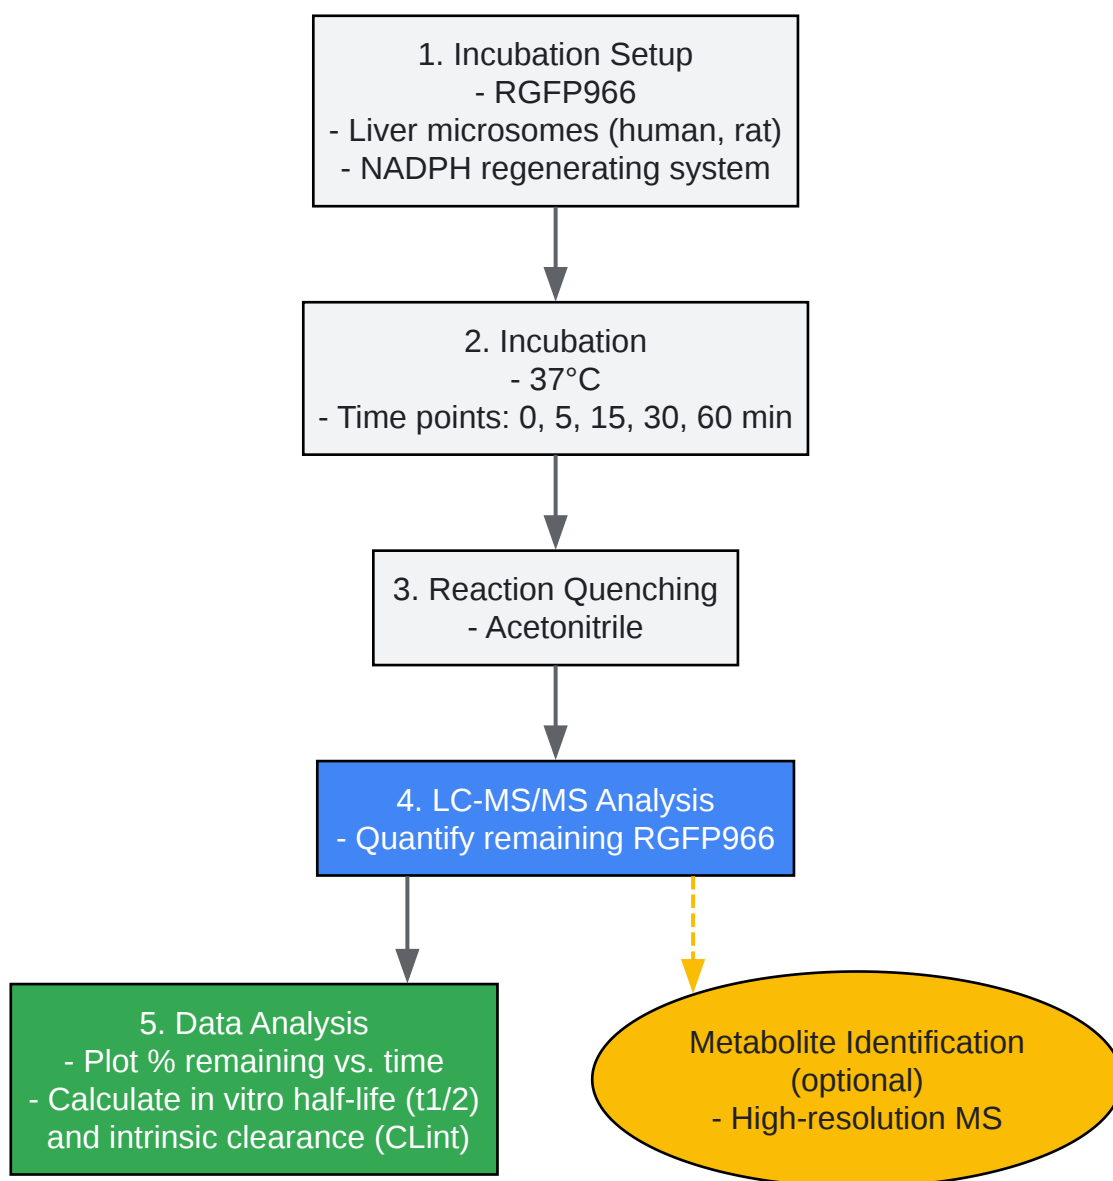 1. Incubation Setup
- RGFP966
- Liver microsomes (human, rat)
- NADPH regenerating system
2. Incubation
- 37°C
- Time points: 0, 5, 15, 30, 60 min
3. Reaction Quenching
- Acetonitrile
4. LC-MS/MS Analysis
- Quantify remaining RGFP966
5. Data Analysis
- Plot % remaining vs. time
- Calculate in vitro half-life (t1/2)
and intrinsic clearance (CLint)
Metabolite Identification
(optional)
- High-resolution MS